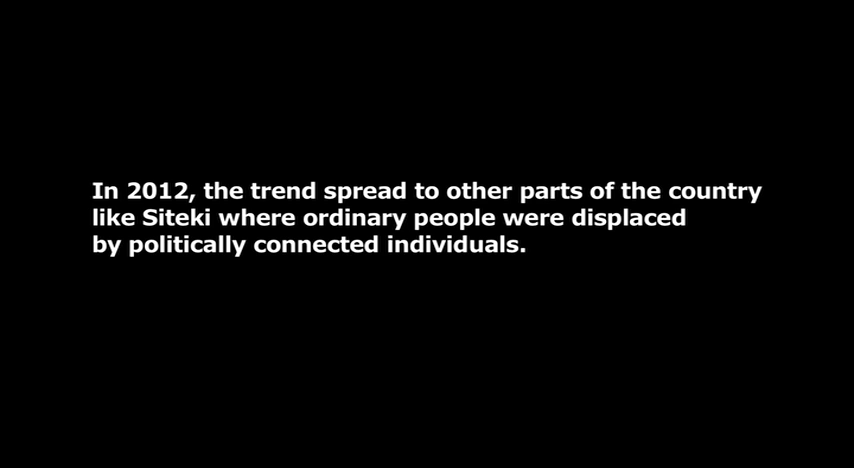 In 2012, the trend spread to other parts of the country
like Siteki where ordinary people were displaced
by politically connected individuals.